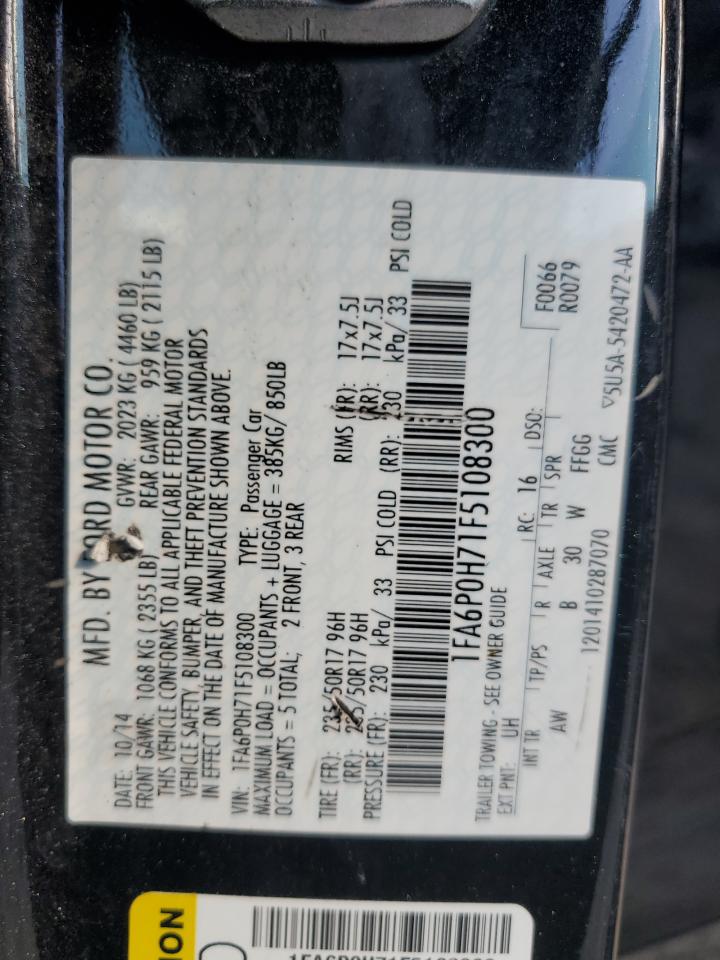 MFD. BY FORD MOTOR CO.
DATE: 10/14 GVWR: 2023 KG ( 4460 LB)
FRONT GAWR: 1068 KG ( 2355 LB) REAR GAWR: 959 KG ( 2115 LB)
THIS VEHICLE CONFORMS TO ALL APPLICABLE FEDERAL MOTOR
VEHICLE SAFETY, BUMPER, AND THEFT PREVENTION STANDARDS
IN EFFECT ON THE DATE OF MANUFACTURE SHOWN ABOVE.
VIN: 1FA6P0H71F5108300 TYPE: Passenger Car
MAXIMUM LOAD = OCCUPANTS + LUGGAGE = 385KG/ 850LB
OCCUPANTS = 5 TOTAL; 2 FRONT, 3 REAR
TIRE (FR): 235/50R17 96H RIMS (FR): 17x7.5J
(RR): 235/50R17 96H (RR): 17x7.5J
PRESSURE (FR): 230 kPa/ 33 PSI COLD (RR): 230 kPa/ 33 PSI COLD
1FA6P0H71F5108300
TRAILER TOWING - SEE OWNER GUIDE
EXT PNT: UH RC: 16 DSO: F0066
R0079
INT TR TP/PS R AXLE TR SPR
AW B 30 W FFGG
1201410287070 CMC ▽5U5A-5420472-AA
ION